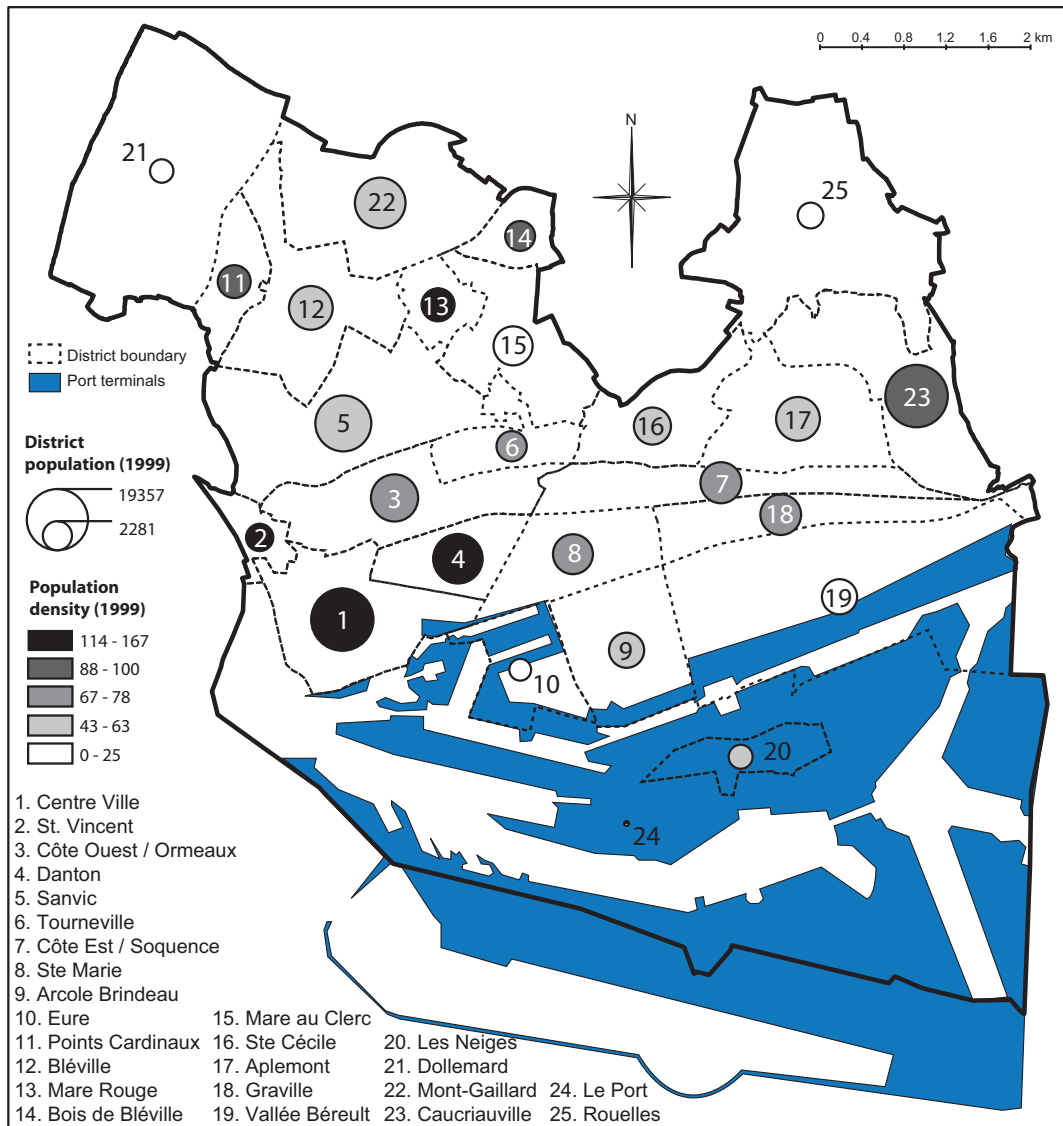 0 0.4 0.8 1.2 1.6 2 km
N
21
25
22
14
11
12
13
15
District boundary
Port terminals
5
16
17
23
6
District
population (1999)
19357
2281
3
7
18
2
4
8
19
1
9
10
Population
density (1999)
114 - 167
88 - 100
67 - 78
43 - 63
0 - 25
20
24
1. Centre Ville
2. St. Vincent
3. Côte Ouest / Ormeaux
4. Danton
5. Sanvic
6. Tourneville
7. Côte Est / Soquence
8. Ste Marie
9. Arcole Brindeau
10. Eure
11. Points Cardinaux
12. Bléville
13. Mare Rouge
14. Bois de Bléville
15. Mare au Clerc
16. Ste Cécile
17. Aplemont
18. Graville
19. Vallée Béreult
20. Les Neiges
21. Dollemard
22. Mont-Gaillard
23. Caucriauville
24. Le Port
25. Rouelles